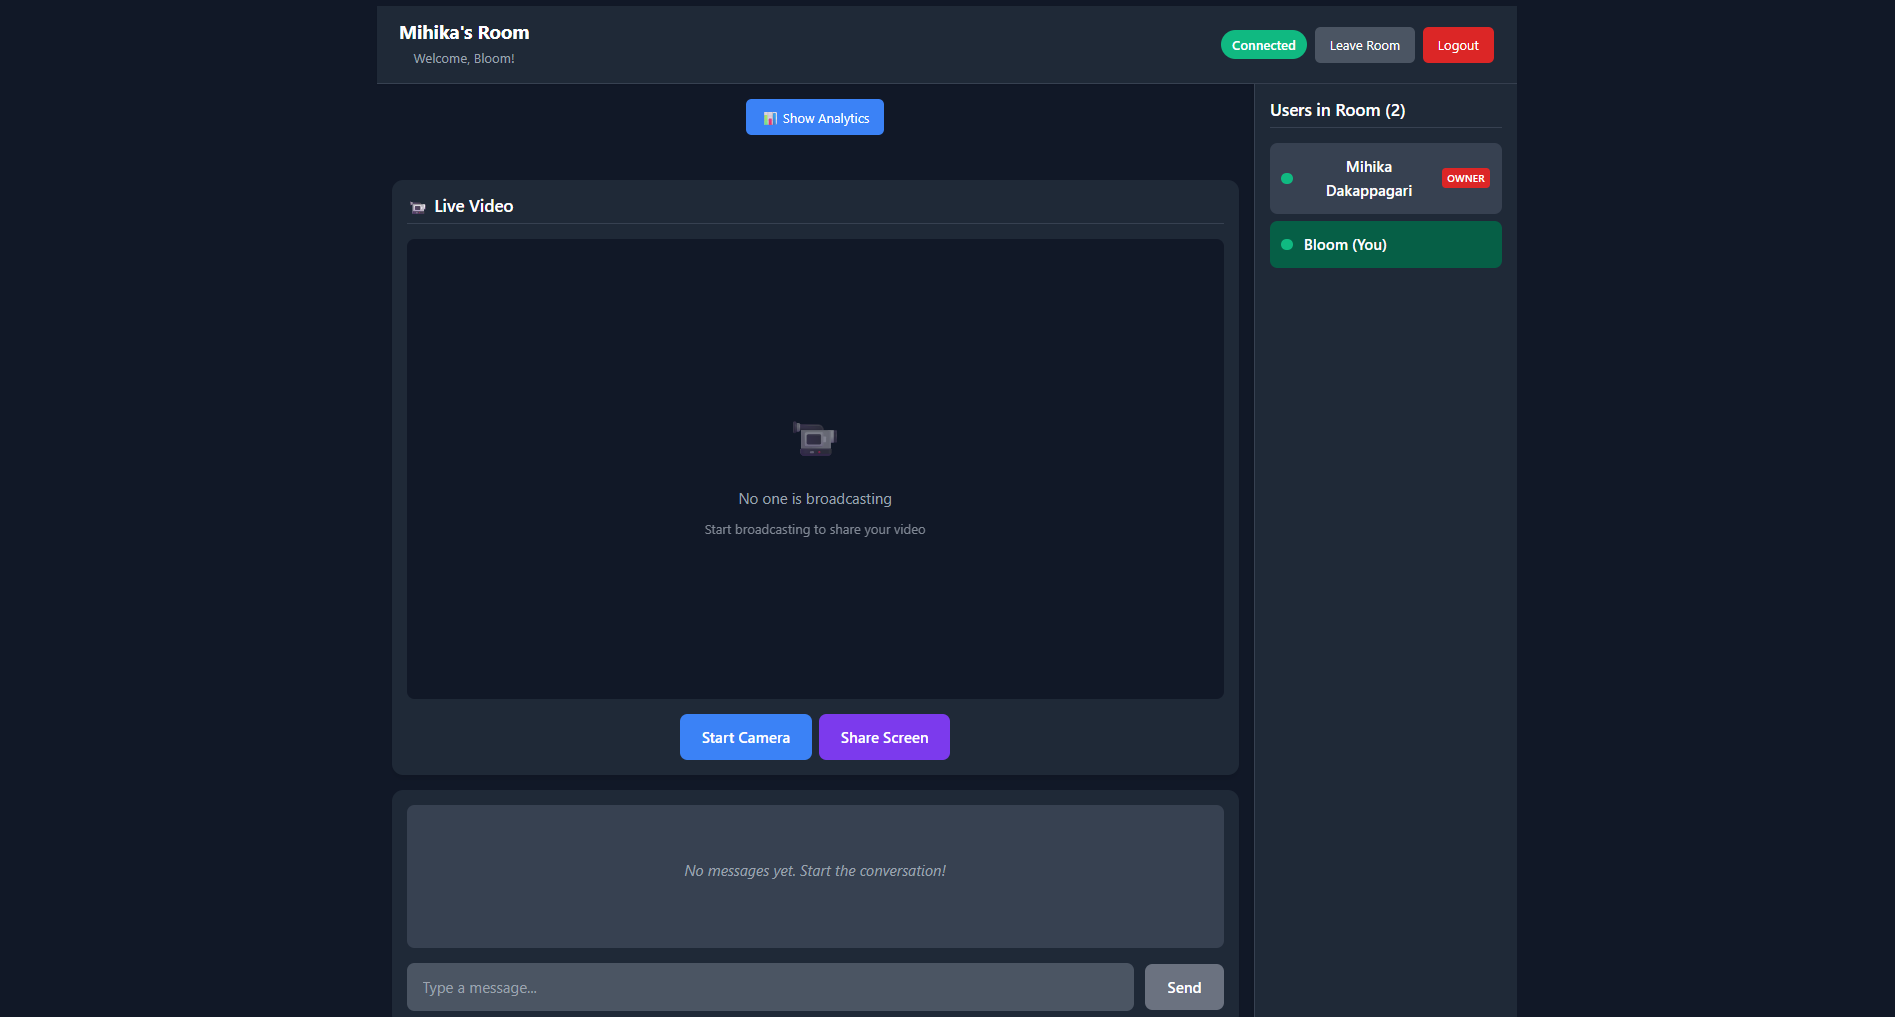 Mihika's Room
Welcome, Bloom!
Connected
Leave Room
Logout
Show Analytics
Live Video
No one is broadcasting
Start broadcasting to share your video
Start Camera
Share Screen
No messages yet. Start the conversation!
Type a message...
Send
Users in Room (2)
Mihika
Dakappagari
OWNER
Bloom (You)